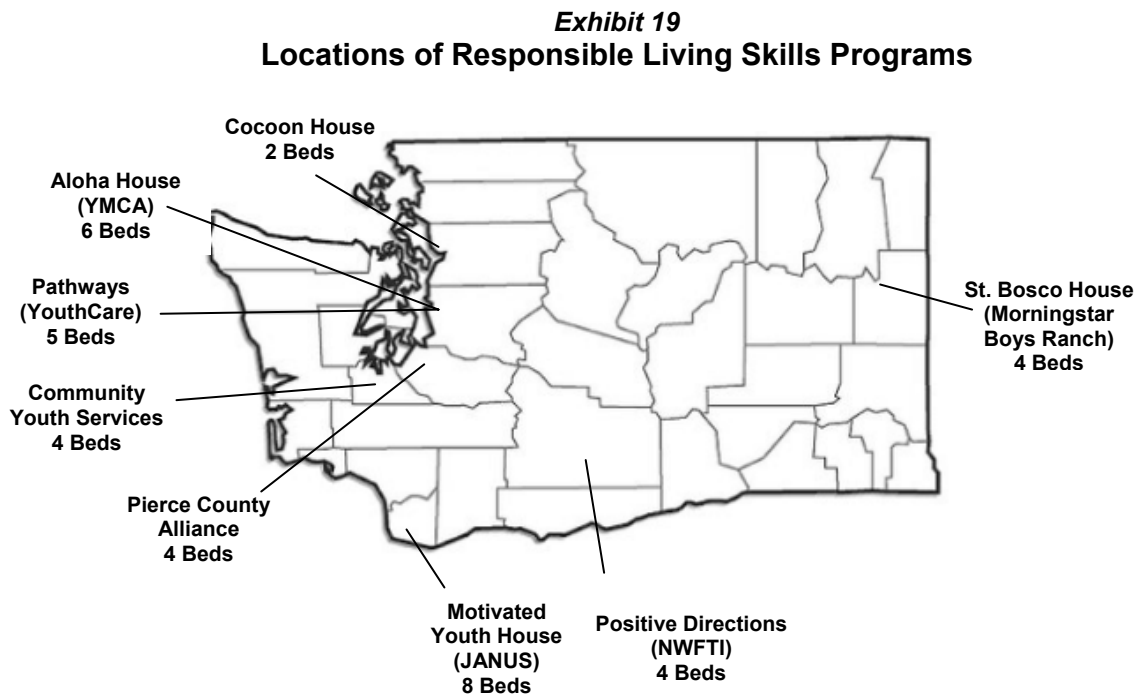 Exhibit 19
Locations of Responsible Living Skills Programs
Cocoon House
2 Beds
Aloha House
(YMCA)
6 Beds
Pathways
(YouthCare)
5 Beds
St. Bosco House
(Morningstar
Boys Ranch)
4 Beds
Community
Youth Services
4 Beds
Pierce County
Alliance
4 Beds
Motivated
Youth House
(JANUS)
8 Beds
Positive Directions
(NWFTI)
4 Beds